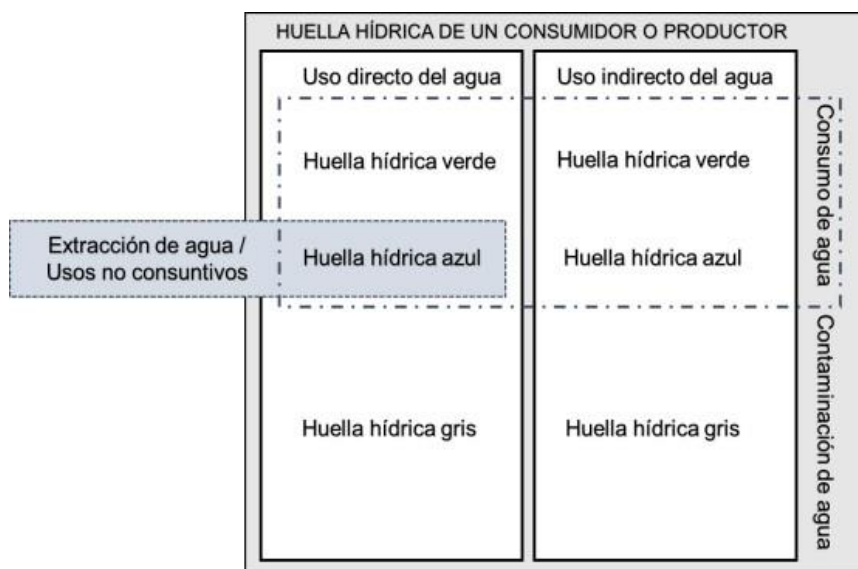 HUELLA HÍDRICA DE UN CONSUMIDOR O PRODUCTOR
Uso directo del agua
Uso indirecto del agua
Huella hídrica verde
Huella hídrica verde
Extracción de agua /
Usos no consuntivos
Huella hídrica azul
Huella hídrica azul
Huella hídrica gris
Huella hídrica gris
Consumo de agua
Contaminación de agua